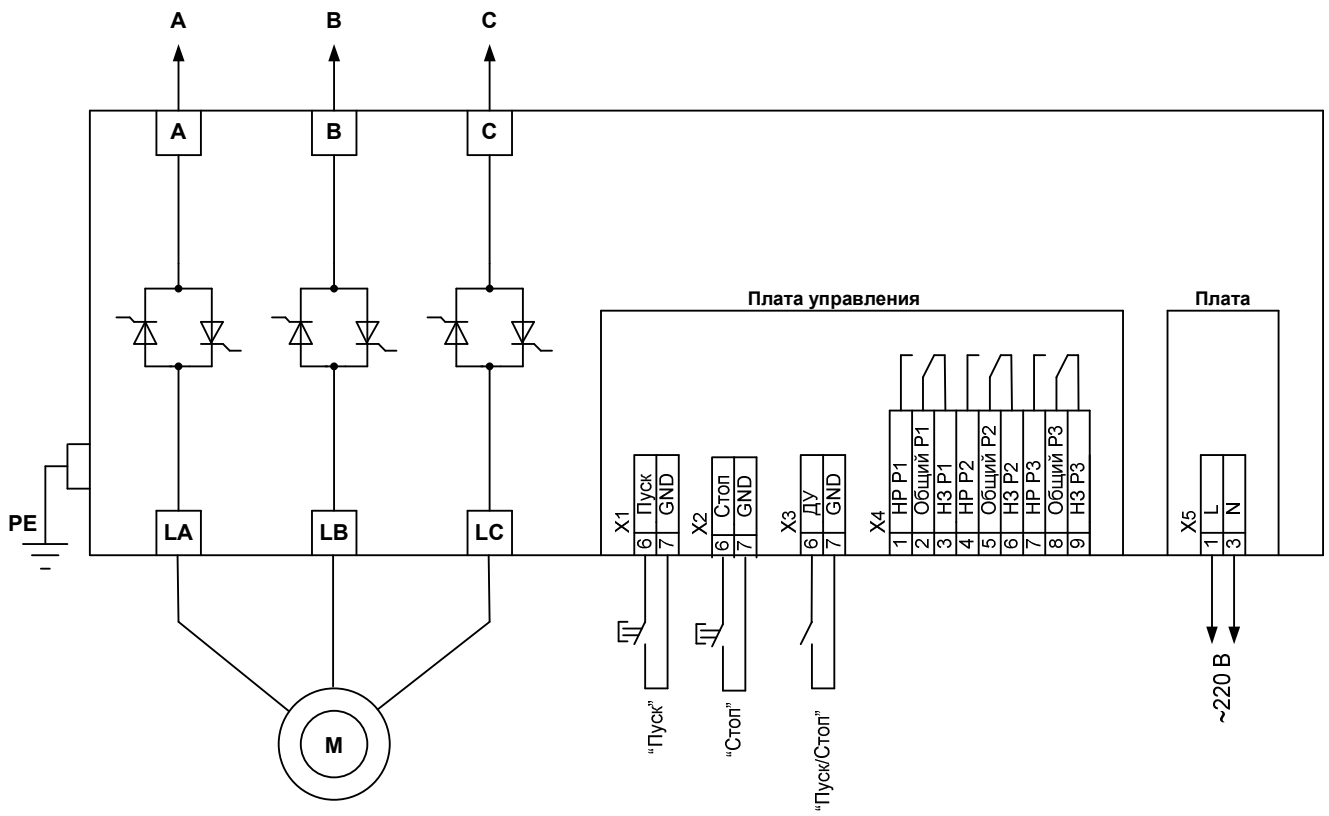 A
B
C
A
B
C
Плата управления
Плата
PE
LA
LB
LC
X1
6 Пуск
7 GND
X2
6 Стоп
7 GND
X3
6 ДУ
7 GND
X4
1 НР Р1
2 Общий Р1
3 НЗ Р1
4 НР Р2
5 Общий Р2
6 НЗ Р2
7 НР Р3
8 Общий Р3
9 НЗ Р3
X5
1 L
3 N
M
“Пуск”
“Стоп”
“Пуск/Стоп”
~220 В